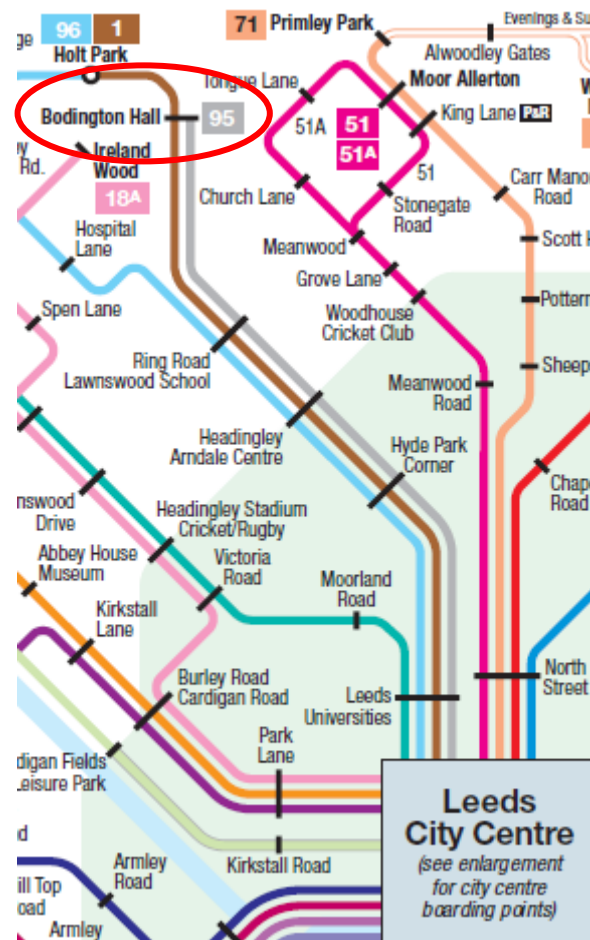 96
1
71
Primley Park
Evenings & Su
ge
Holt Park
Alwoodley Gates
Tongue Lane
Moor Allerton
Bodington Hall
95
51A
51
51A
King Lane P&R
Rd.
Ireland
Wood
18A
51
Carr Manor
Road
Church Lane
Stonegate
Road
Hospital
Lane
Meanwood
Scott
Grove Lane
Spen Lane
Woodhouse
Cricket Club
Potter
Ring Road
Lawnswood School
Meanwood
Road
Sheep
Headingley
Arndale Centre
Hyde Park
Corner
Chap
Road
nswood
Drive
Headingley Stadium
Cricket/Rugby
Abbey House
Museum
Victoria
Road
Moorland
Road
Kirkstall
Lane
North
Street
Burley Road
Cardigan Road
Leeds
Universities
Park
Lane
digan Fields
Leisure Park
Leeds
City Centre
(see enlargement
for city centre
boarding points)
d
Armley
Road
Kirkstall Road
ill Top
oad
Armley